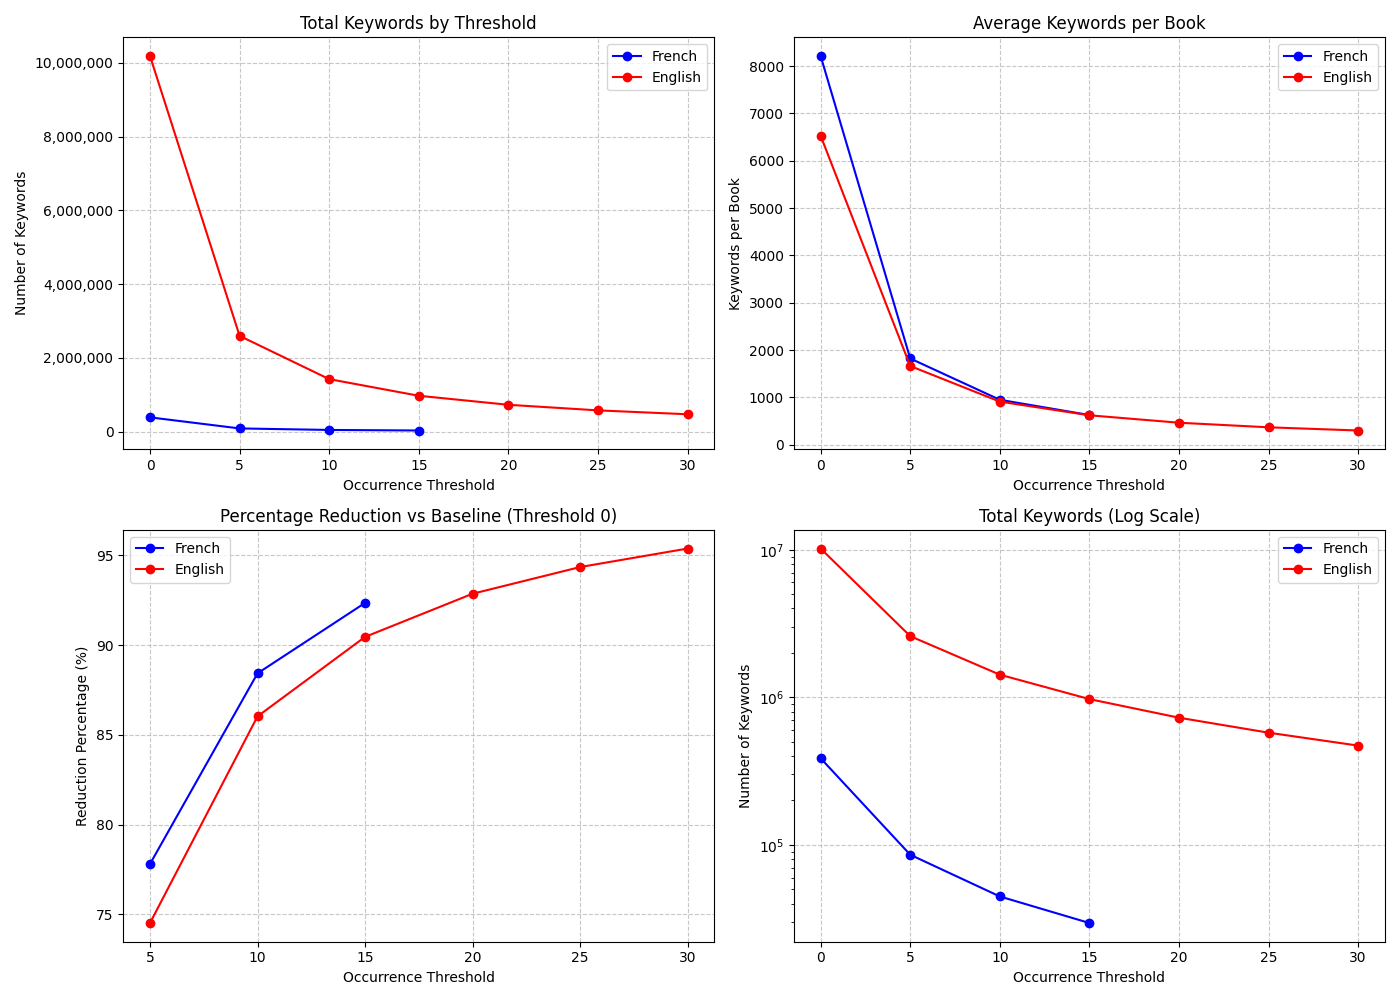 Total Keywords by Threshold
Number of Keywords
10,000,000
8,000,000
6,000,000
4,000,000
2,000,000
0
French
English
0 5 10 15 20 25 30
Occurrence Threshold
Average Keywords per Book
Keywords per Book
8000
7000
6000
5000
4000
3000
2000
1000
0
French
English
0 5 10 15 20 25 30
Occurrence Threshold
Percentage Reduction vs Baseline (Threshold 0)
Reduction Percentage (%)
95
90
85
80
75
French
English
5 10 15 20 25 30
Occurrence Threshold
Total Keywords (Log Scale)
Number of Keywords
10⁷
10⁶
10⁵
French
English
0 5 10 15 20 25 30
Occurrence Threshold